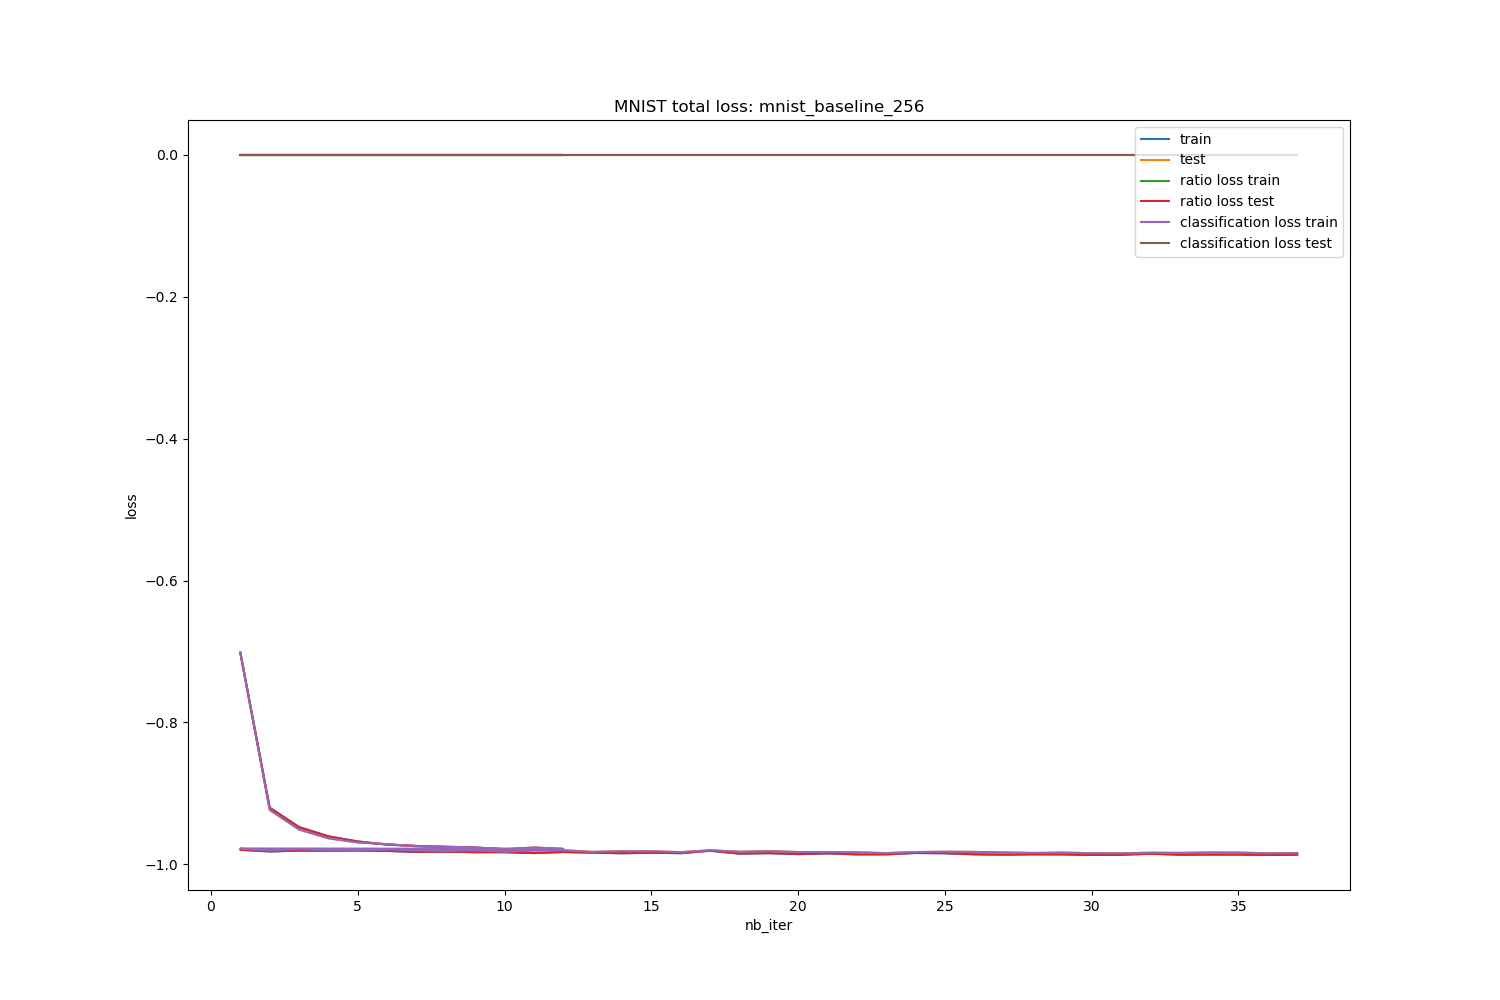 MNIST total loss: mnist_baseline_256
train
test
ratio loss train
ratio loss test
classification loss train
classification loss test
0.0
−0.2
−0.4
−0.6
−0.8
−1.0
loss
0 5 10 15 20 25 30 35
nb_iter